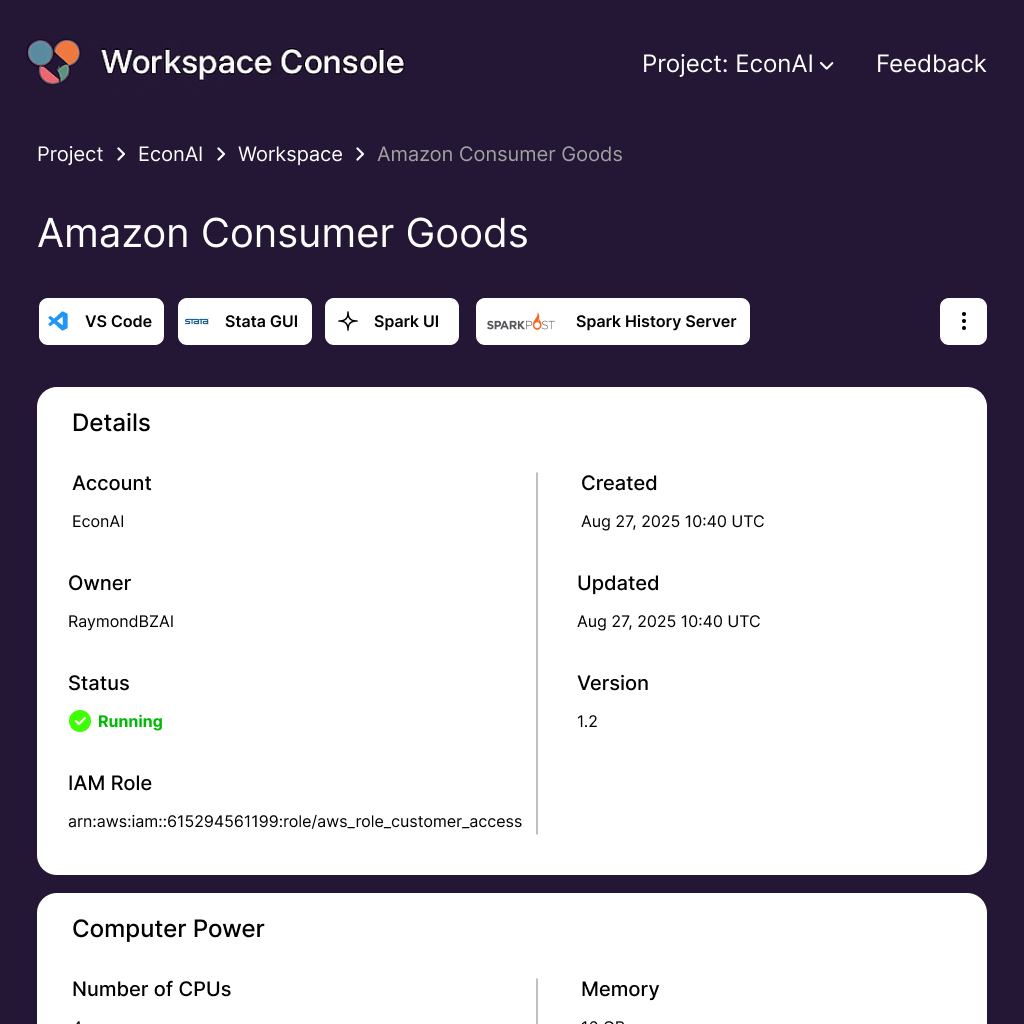 Workspace Console
Project: EconAI
Feedback
Project > EconAI > Workspace > Amazon Consumer Goods
Amazon Consumer Goods
VS Code
STATA
Stata GUI
Spark UI
SPARKPOST
Spark History Server
Details
Account
Created
EconAI
Aug 27, 2025 10:40 UTC
Owner
Updated
RaymondBZAI
Aug 27, 2025 10:40 UTC
Status
Version
Running
1.2
IAM Role
arn:aws:iam::615294561199:role/aws_role_customer_access
Computer Power
Number of CPUs
Memory